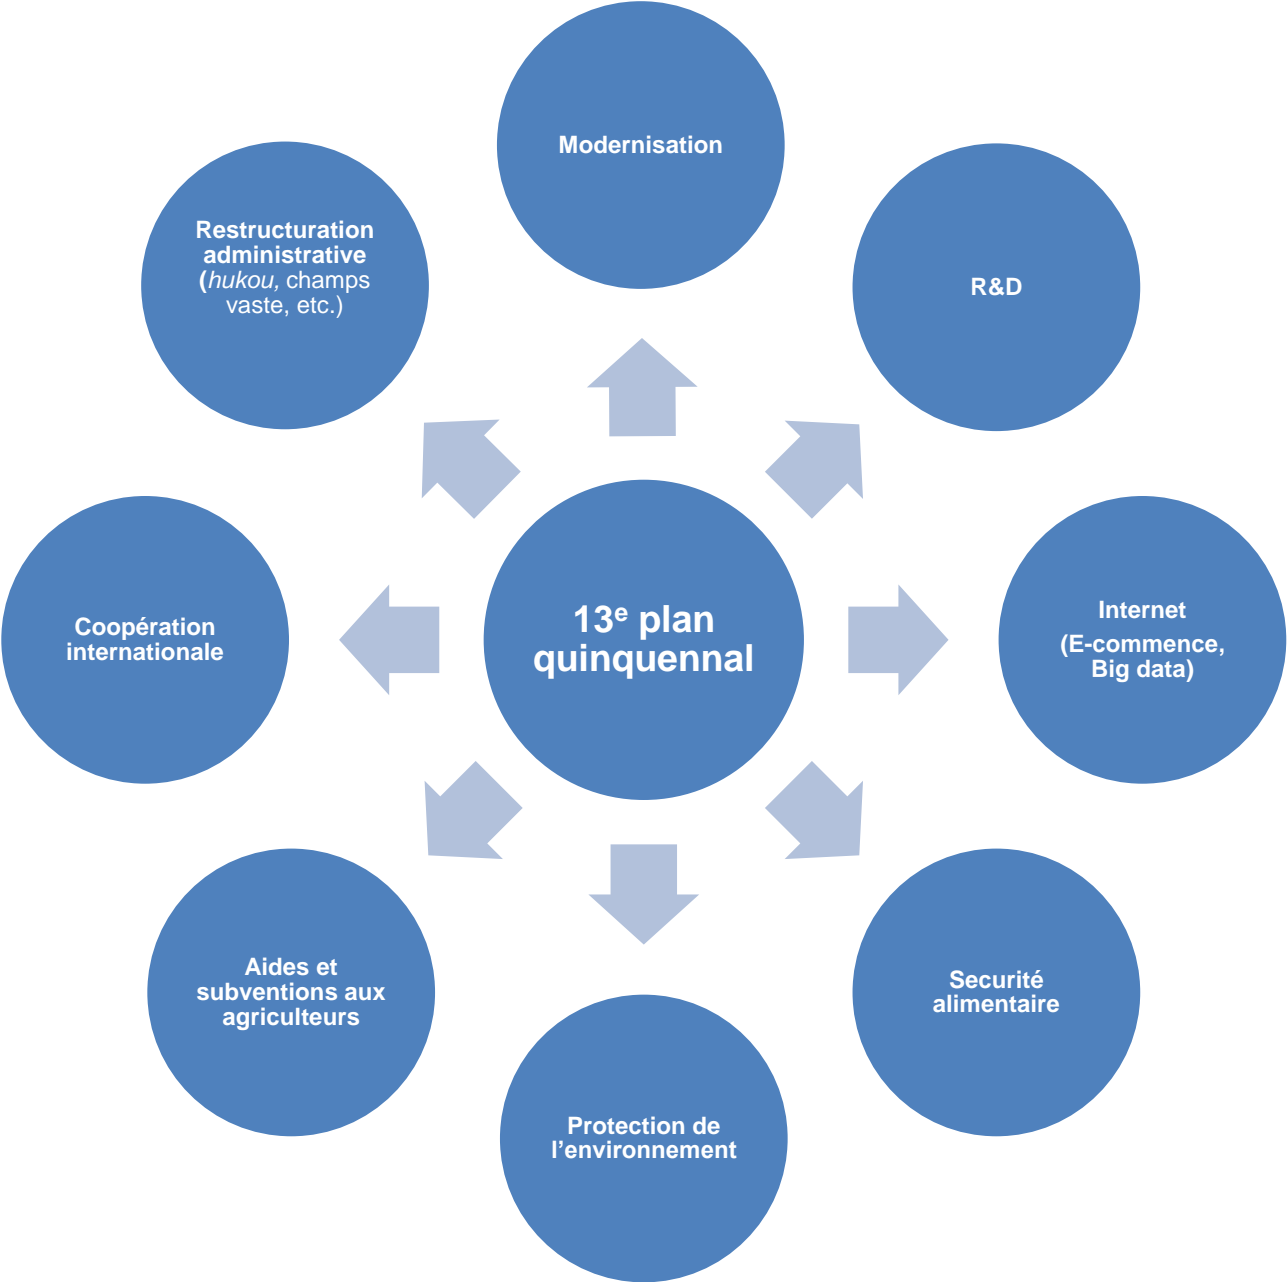 Modernisation
Restructuration
administrative
(hukou, champs
vaste, etc.)
R&D
Coopération
internationale
13e plan
quinquennal
Internet
(E-commence,
Big data)
Aides et
subventions aux
agriculteurs
Securité
alimentaire
Protection de
l’environnement